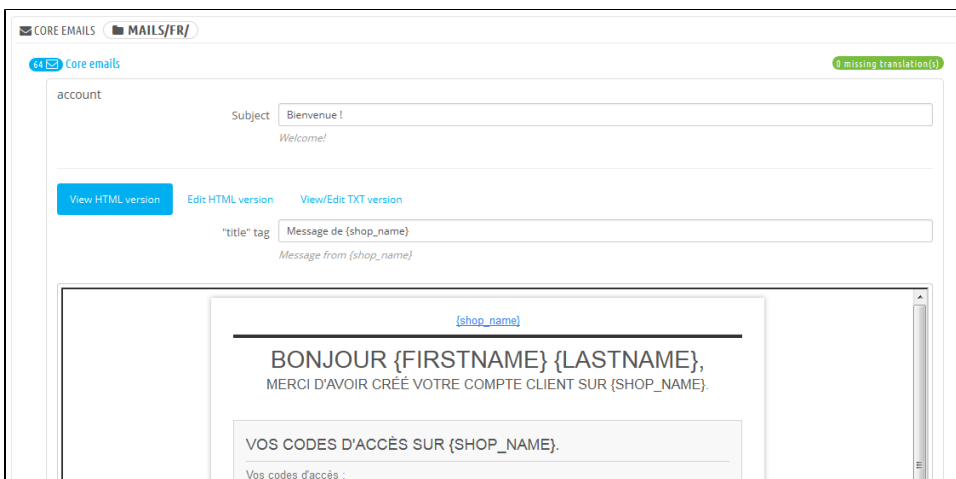 CORE EMAILS MAILS/FR/
64 Core emails 0 missing translation(s)
account
Subject Bienvenue !
Welcome!
View HTML version Edit HTML version View/Edit TXT version
"title" tag Message de {shop_name}
Message from {shop_name}
{shop_name}
BONJOUR {FIRSTNAME} {LASTNAME},
MERCI D'AVOIR CRÉÉ VOTRE COMPTE CLIENT SUR {SHOP_NAME}.
VOS CODES D'ACCÈS SUR {SHOP_NAME}.
Vos codes d'accès :